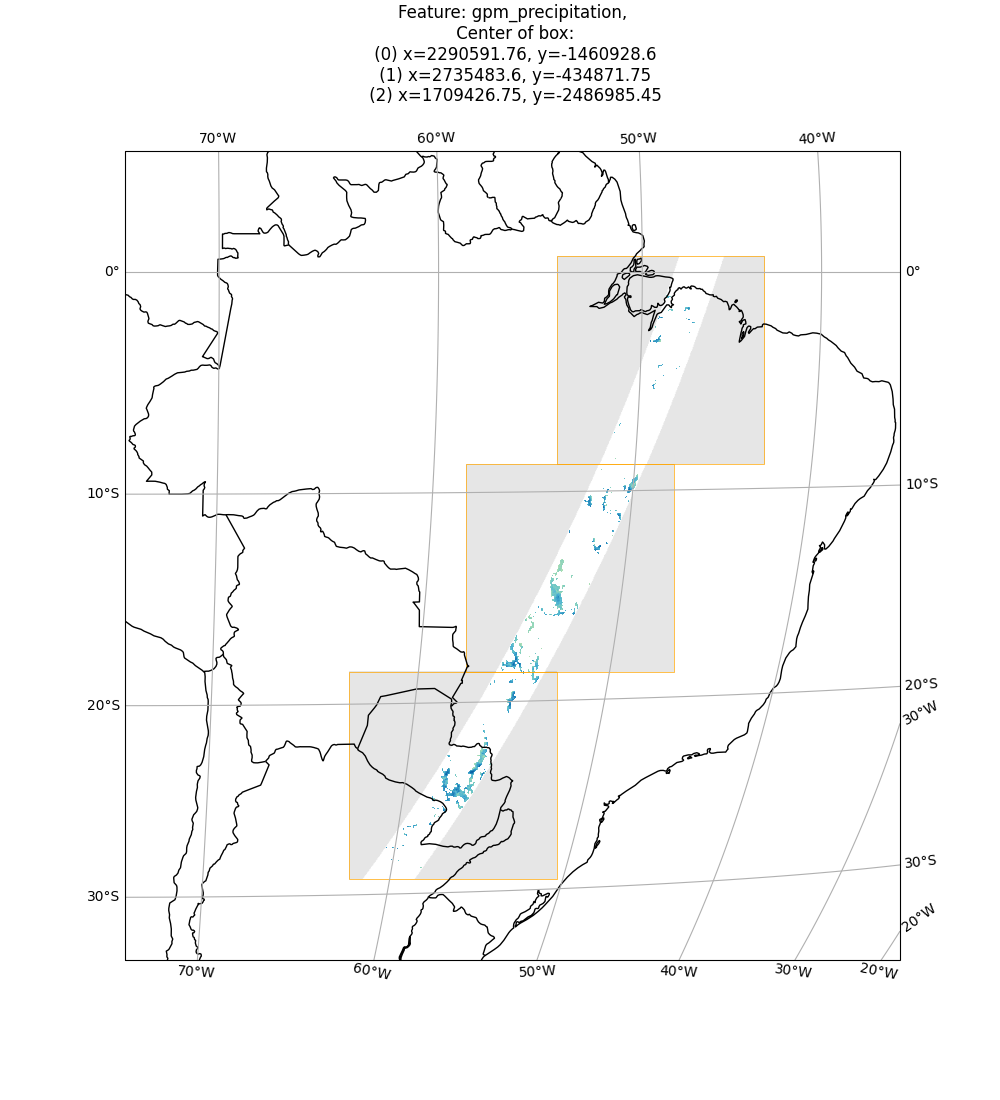 Feature: gpm_precipitation,
Center of box:
(0) x=2290591.76, y=-1460928.6
(1) x=2735483.6, y=-434871.75
(2) x=1709426.75, y=-2486985.45
70°W 60°W 50°W 40°W
0° 0°
10°S 10°S
20°S 20°S
30°W
30°S 30°S
20°W
70°W 60°W 50°W 40°W 30°W 20°W